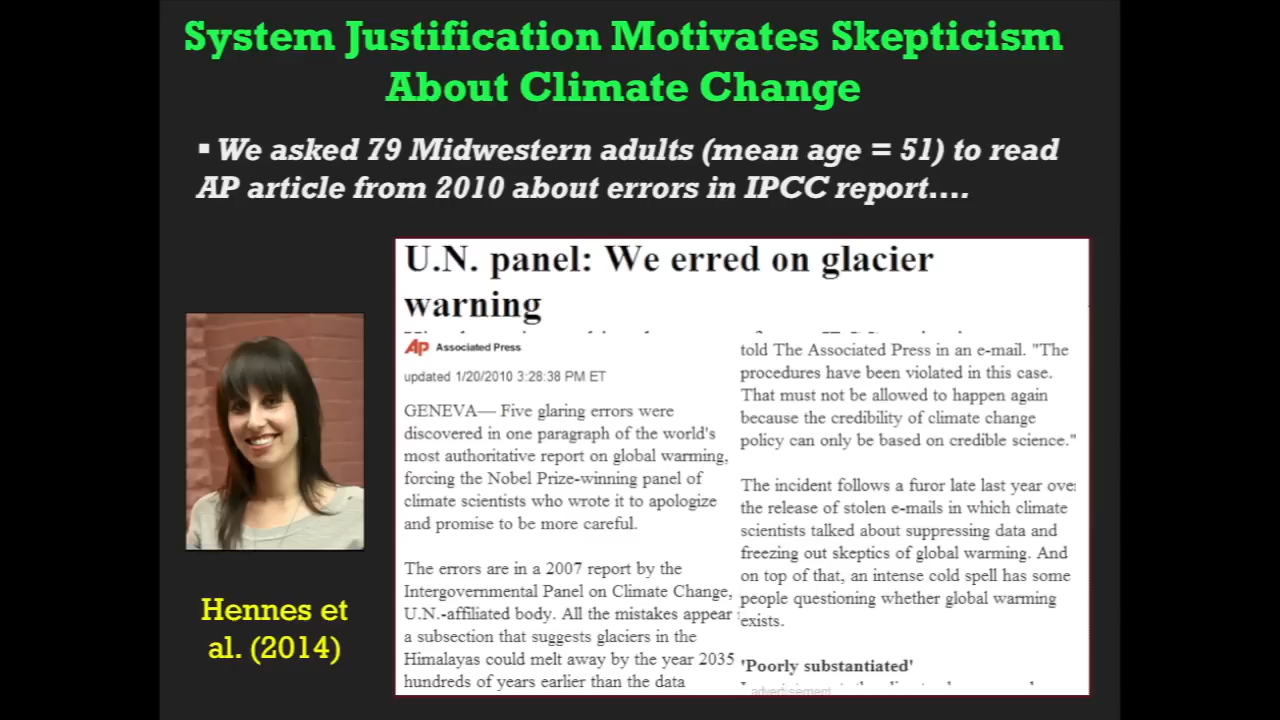 System Justification Motivates Skepticism
About Climate Change
▪ We asked 79 Midwestern adults (mean age = 51) to read
AP article from 2010 about errors in IPCC report....
U.N. panel: We erred on glacier
warning
AP Associated Press
updated 1/20/2010 3:28:38 PM ET
GENEVA— Five glaring errors were
discovered in one paragraph of the world's
most authoritative report on global warming,
forcing the Nobel Prize-winning panel of
climate scientists who wrote it to apologize
and promise to be more careful.
The errors are in a 2007 report by the
Intergovernmental Panel on Climate Change,
U.N.-affiliated body. All the mistakes appear
a subsection that suggests glaciers in the
Himalayas could melt away by the year 2035
hundreds of years earlier than the data
told The Associated Press in an e-mail. "The
procedures have been violated in this case.
That must not be allowed to happen again
because the credibility of climate change
policy can only be based on credible science."
The incident follows a furor late last year over
the release of stolen e-mails in which climate
scientists talked about suppressing data and
freezing out skeptics of global warming. And
on top of that, an intense cold spell has some
people questioning whether global warming
exists.
'Poorly substantiated'
advertisement
Hennes et
al. (2014)